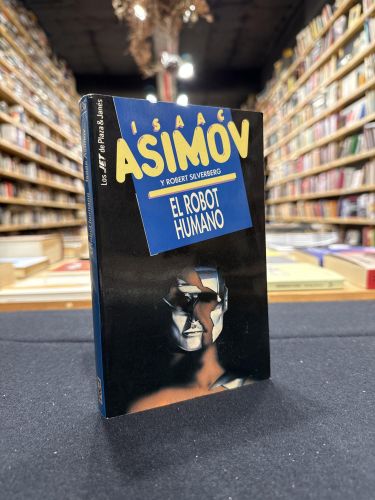 Los JET de Plaza & Janés
ISAAC
ASIMOV
Y ROBERT SILVERBERG
EL ROBOT
HUMANO